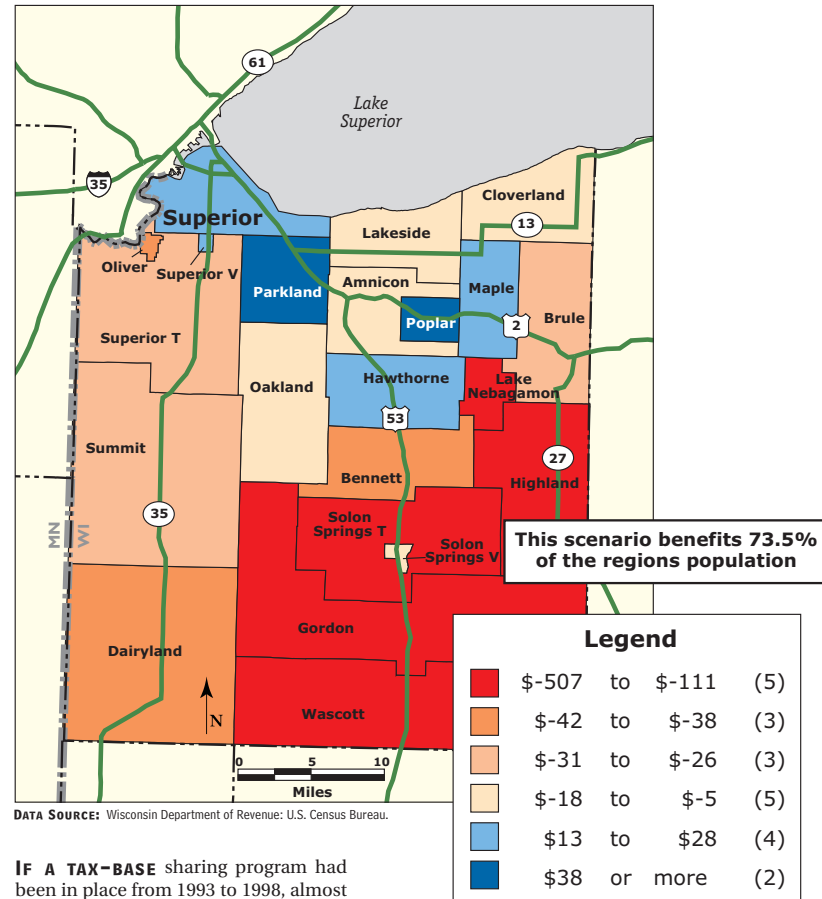 61
Lake
Superior
35
Cloverland
13
Superior
Lakeside
Oliver
Superior V
Amnicon
Maple
Parkland
Poplar
2
Brule
Superior T
Hawthorne
Lake
Nebagamon
Oakland
53
Summit
Bennett
27
Highland
35
Solon
Springs T
Solon
Springs V
MN
WI
This scenario benefits 73.5%
of the regions population
Gordon
Dairyland
Wascott
N
0 5 10
Miles
Legend
$-507 to $-111 (5)
$-42 to $-38 (3)
$-31 to $-26 (3)
$-18 to $-5 (5)
$13 to $28 (4)
$38 or more (2)
DATA SOURCE: Wisconsin Department of Revenue: U.S. Census Bureau.
IF A TAX-BASE sharing program had
been in place from 1993 to 1998, almost